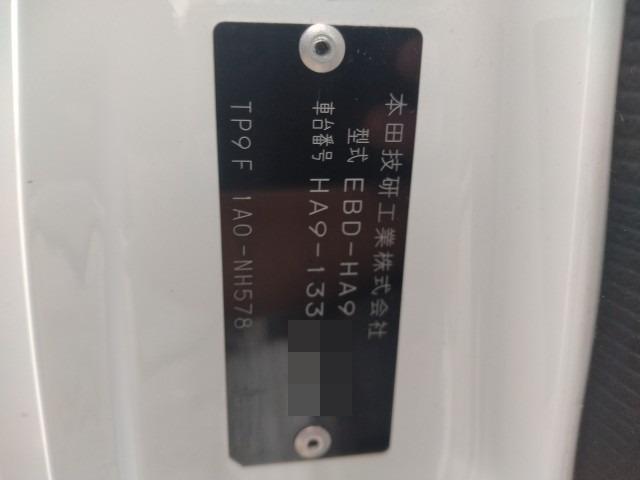 本田技研工業株式会社
型式 EBD-HA9
車台番号 HA9-133
TP9F 1A0-NH578